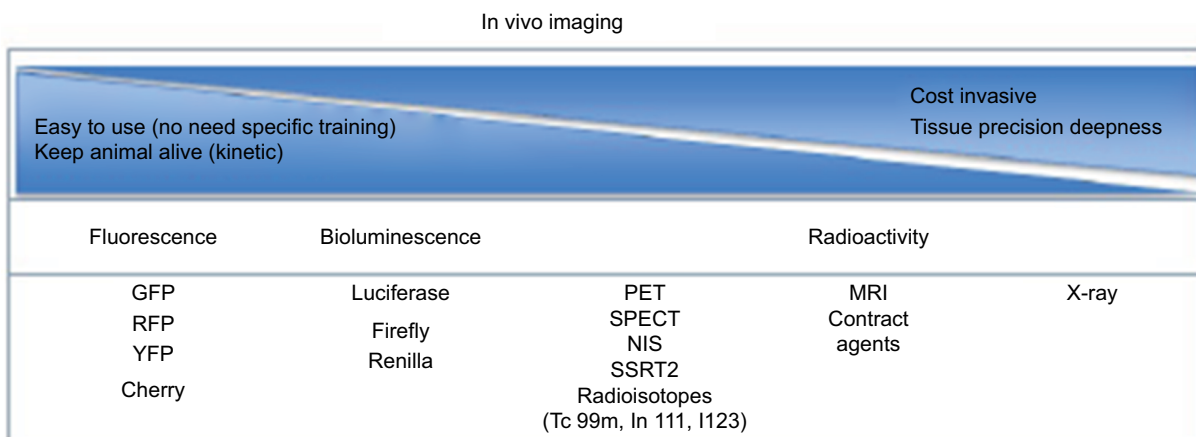 In vivo imaging
Easy to use (no need specific training)
Keep animal alive (kinetic)
Cost invasive
Tissue precision deepness
Fluorescence
Bioluminescence
Radioactivity
GFP
RFP
YFP
Cherry
Luciferase
Firefly
Renilla
PET
SPECT
NIS
SSRT2
Radioisotopes
(Tc 99m, In 111, I123)
MRI
Contract
agents
X-ray